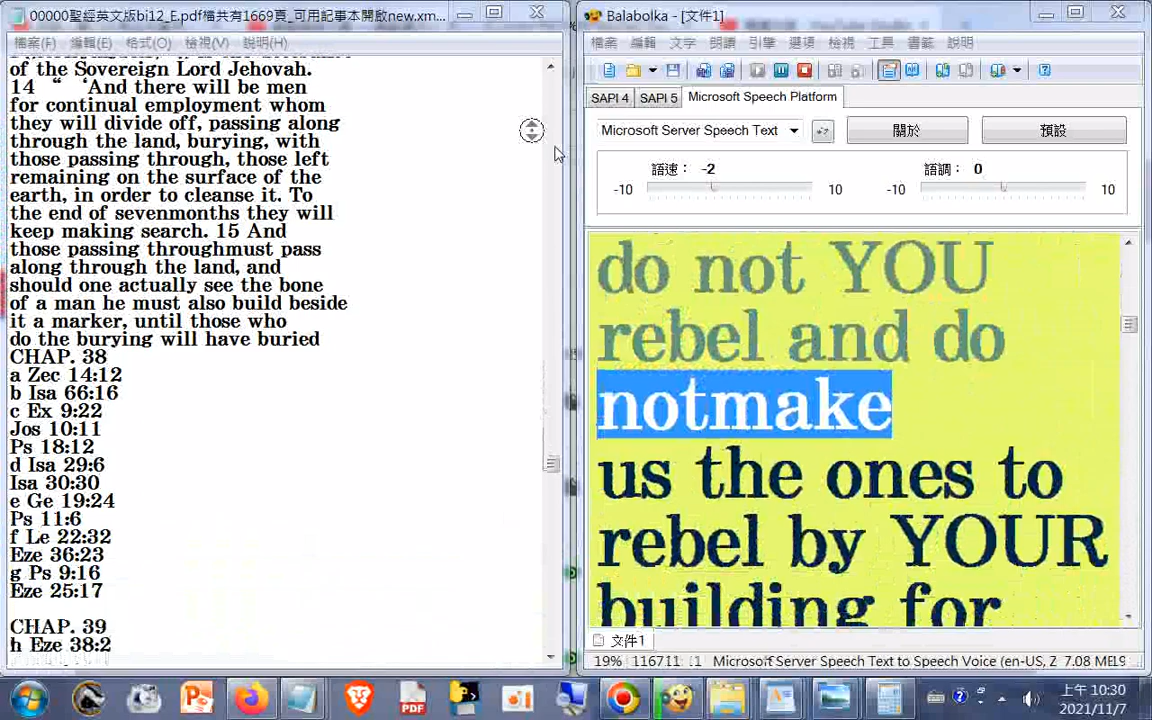 00000聖經英文版bi12_E.pdf檔共有1669頁_可用記事本開啟new.xm...
檔案(F) 編輯(E) 格式(O) 檢視(V) 說明(H)
of the Sovereign Lord Jehovah.
14 “ ‘And there will be men
for continual employment whom
they will divide off, passing along
through the land, burying, with
those passing through, those left
remaining on the surface of the
earth, in order to cleanse it. To
the end of sevenmonths they will
keep making search. 15 And
those passing throughmust pass
along through the land, and
should one actually see the bone
of a man he must also build beside
it a marker, until those who
do the burying will have buried
CHAP. 38
a Zec 14:12
b Isa 66:16
c Ex 9:22
Jos 10:11
Ps 18:12
d Isa 29:6
Isa 30:30
e Ge 19:24
Ps 11:6
f Le 22:32
Eze 36:23
g Ps 9:16
Eze 25:17
CHAP. 39
h Eze 38:2
Balabolka - [文件1]
檔案 編輯 文字 朗讀 引擎 選項 檢視 工具 書籤 說明
SAPI 4 SAPI 5 Microsoft Speech Platform
Microsoft Server Speech Text 關於 預設
語速： -2 語調： 0
-10 10 -10 10
do not YOU
rebel and do
notmake
us the ones to
rebel by YOUR
building for
文件1
19% Microsoft Server Speech Text to Speech Voice (en-US, Z 7.08 ME
PDF
上午 10:30
2021/11/7